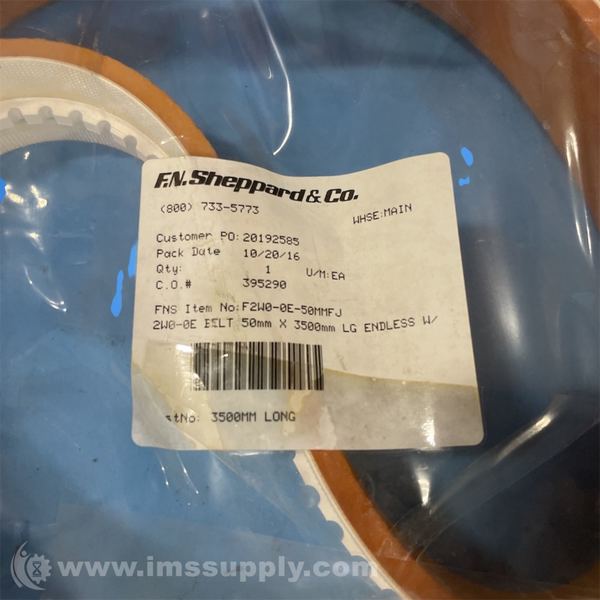 F.N. Sheppard & Co.
(800) 733-5773
WHSE:MAIN
Customer PO: 20192585
Pack Date 10/20/16
Qty: 1 U/M:EA
C.O.# 395290
FNS Item No: F2W0-0E-50MMFJ
2W0-0E BELT 50mm X 3500mm LG ENDLESS W/
stNo: 3500MM LONG
www.imssupply.com